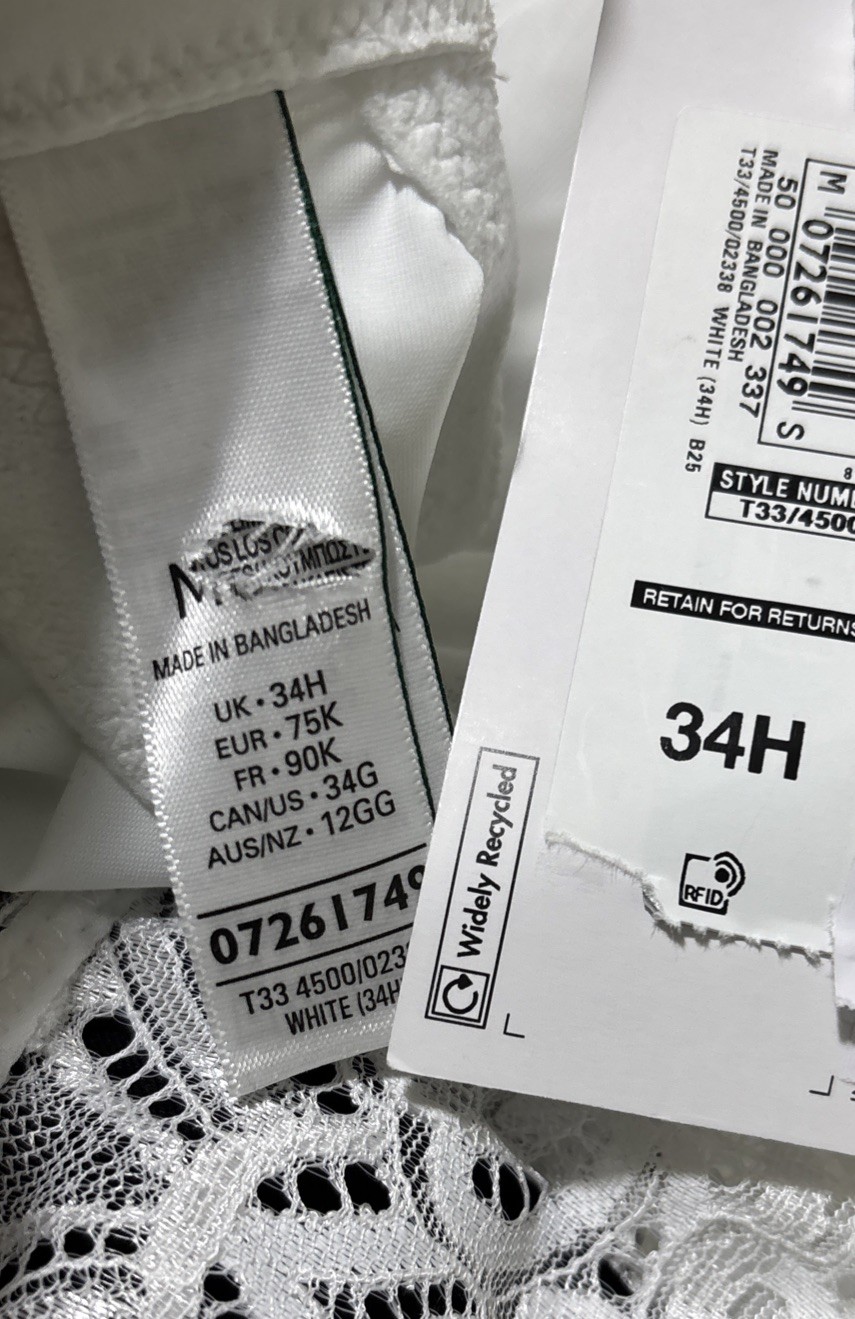 MADE IN BANGLADESH
UK • 34H
EUR • 75K
FR • 90K
CAN/US • 34G
AUS/NZ • 12GG
0726174
T33 4500/023
WHITE (34H
M 07261749 S
50 000 002 337
MADE IN BANGLADESH
T33/4500/02338 WHITE (34H) B25
8
STYLE NUM
T33/4500
RETAIN FOR RETURNS
34H
RFID
Widely Recycled